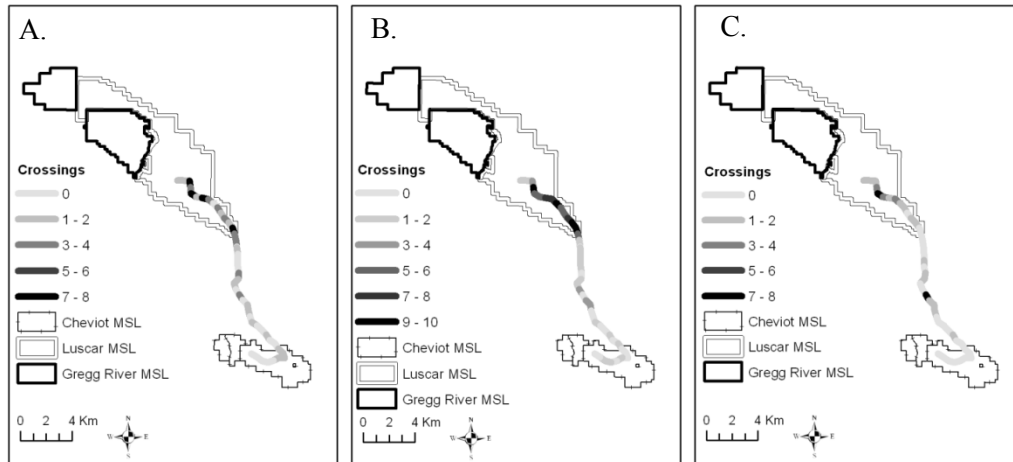 A.
Crossings
0
1 - 2
3 - 4
5 - 6
7 - 8
Cheviot MSL
Luscar MSL
Gregg River MSL
0 2 4 Km
N
W E
S
B.
Crossings
0
1 - 2
3 - 4
5 - 6
7 - 8
9 - 10
Cheviot MSL
Luscar MSL
Gregg River MSL
0 2 4 Km
N
W E
S
C.
Crossings
0
1 - 2
3 - 4
5 - 6
7 - 8
Cheviot MSL
Luscar MSL
Gregg River MSL
0 2 4 Km
N
W E
S